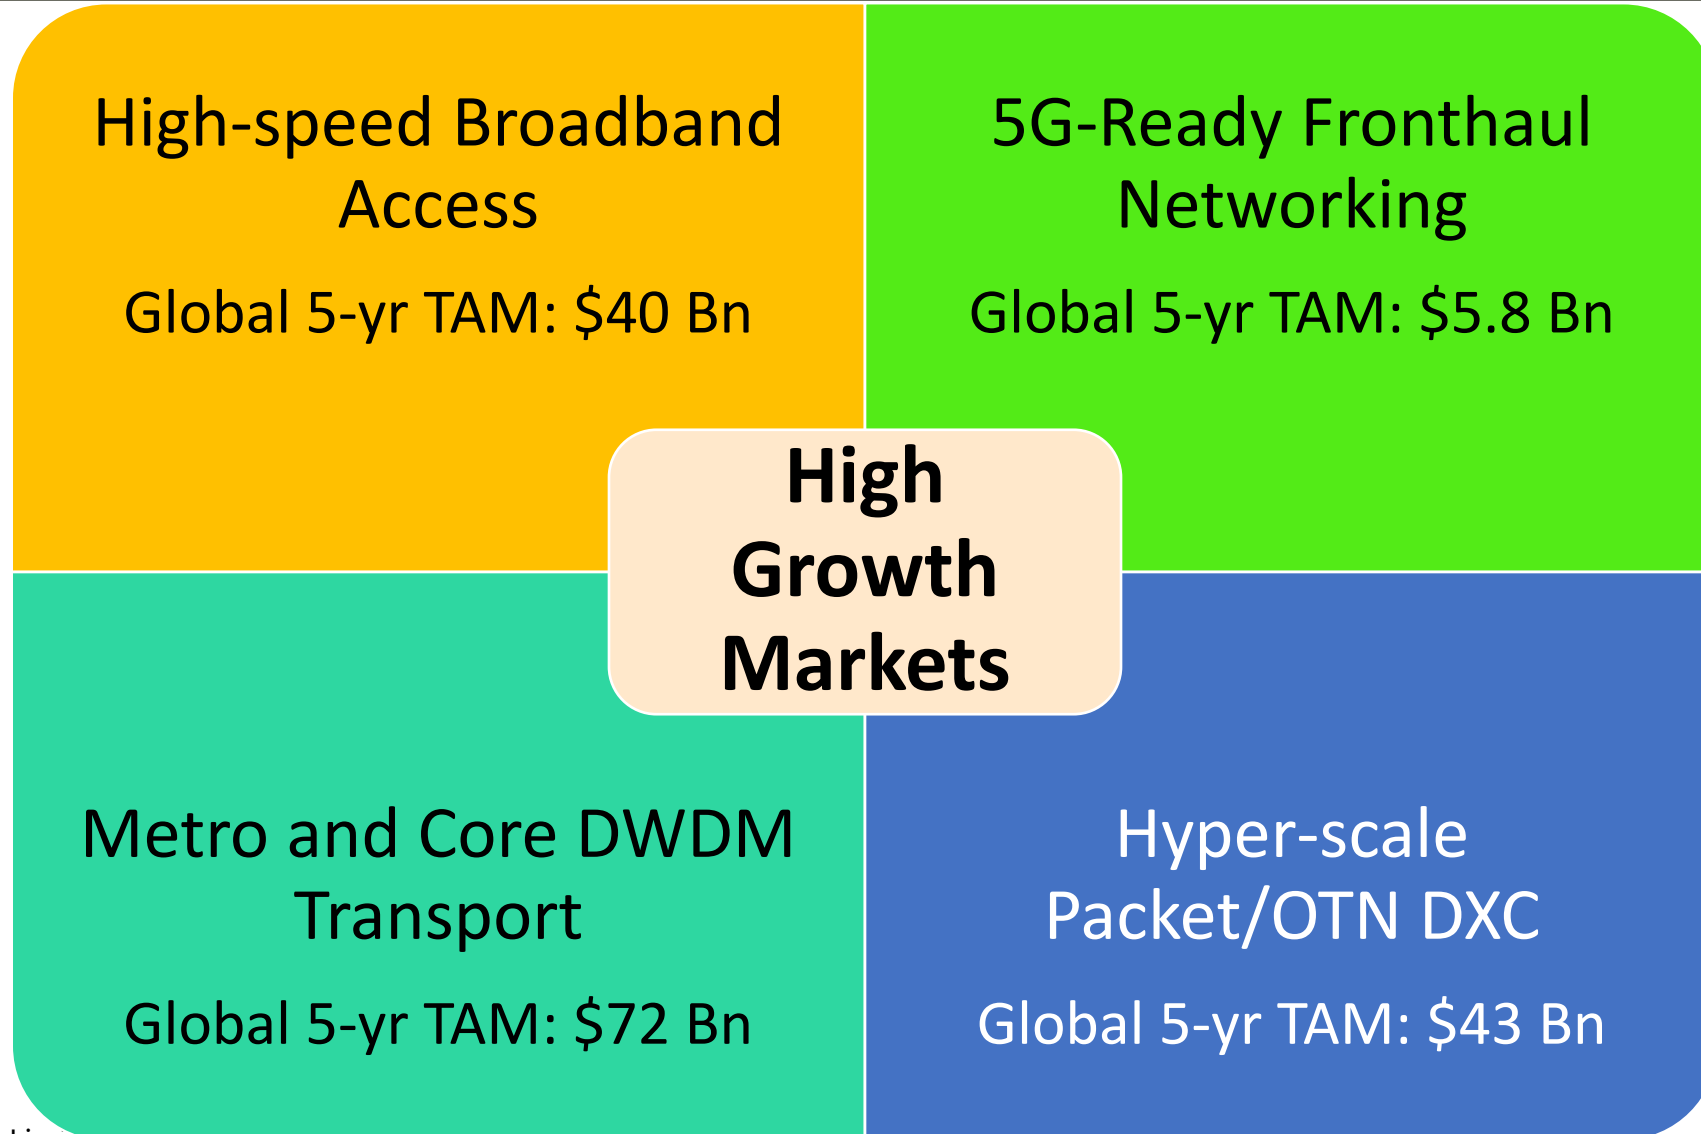 High-speed Broadband
Access
Global 5-yr TAM: $40 Bn
5G-Ready Fronthaul
Networking
Global 5-yr TAM: $5.8 Bn
High
Growth
Markets
Metro and Core DWDM
Transport
Global 5-yr TAM: $72 Bn
Hyper-scale
Packet/OTN DXC
Global 5-yr TAM: $43 Bn